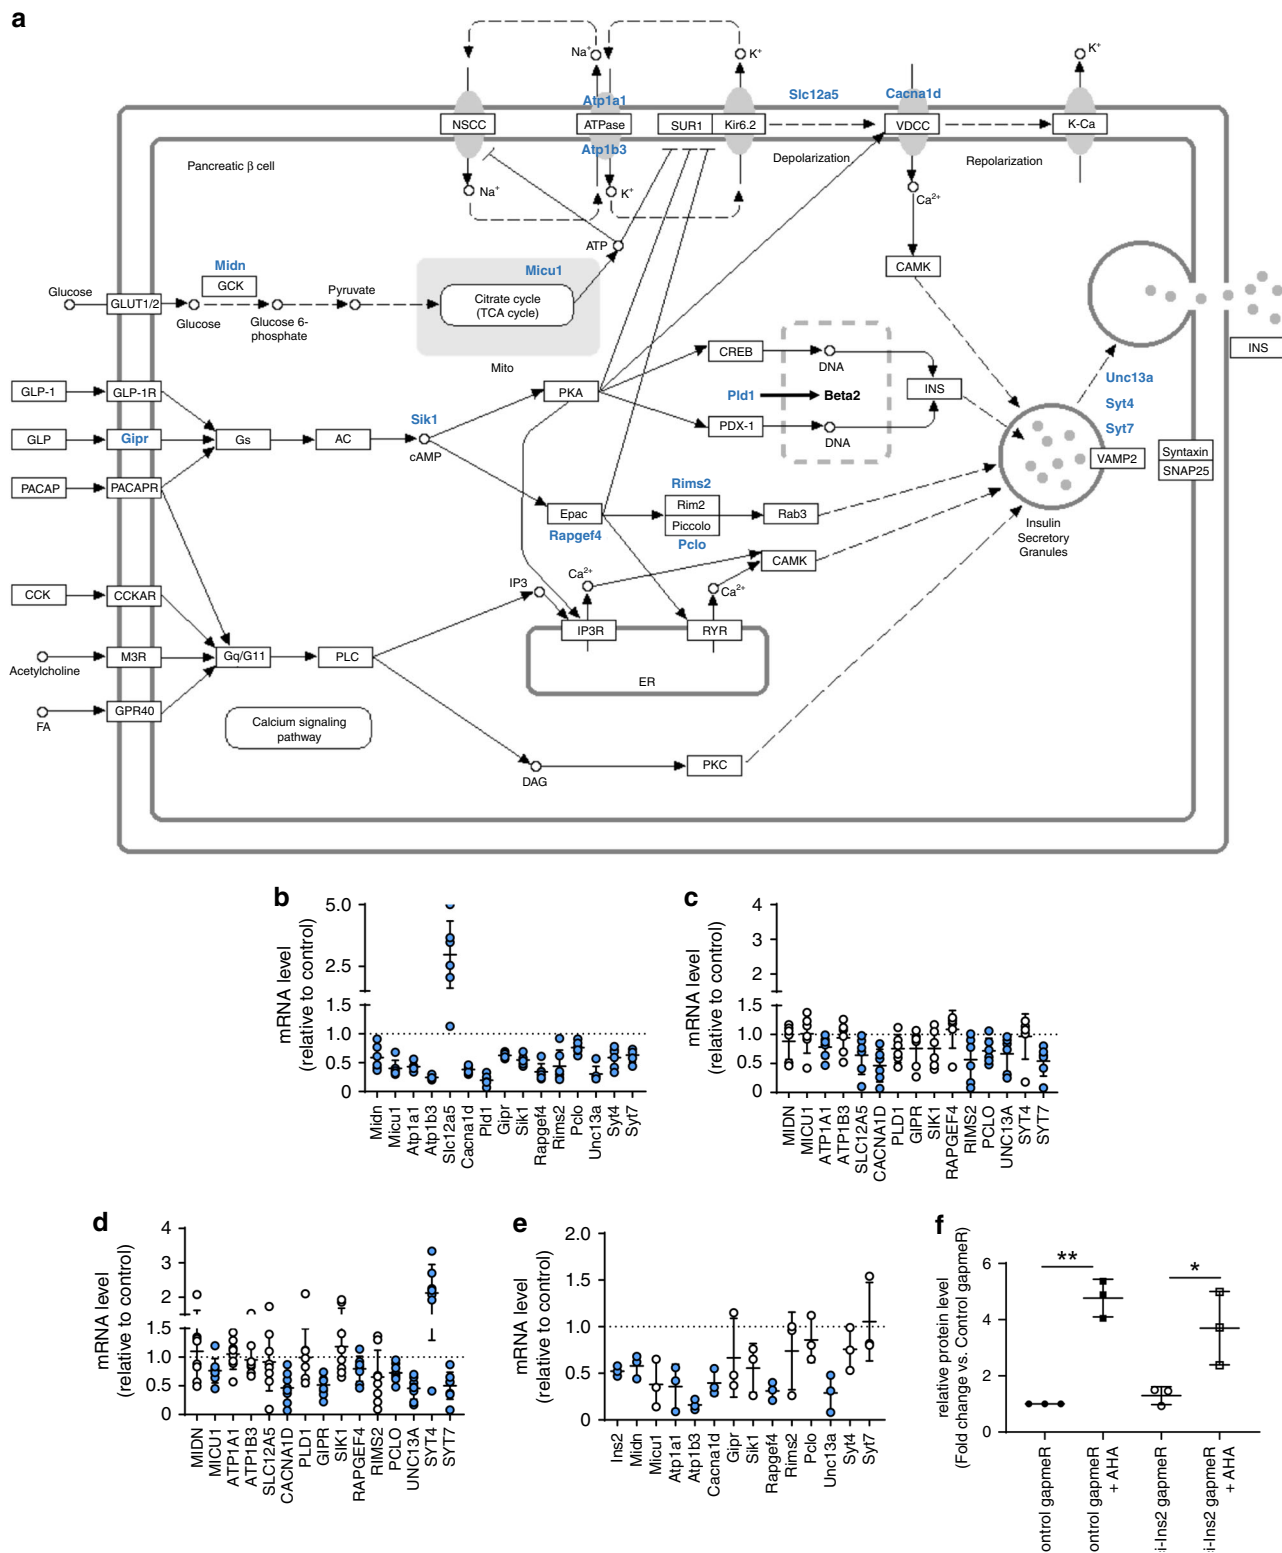 a
Na⁺
K⁺
K⁺
Atp1a1
Slc12a5
Cacna1d
NSCC
ATPase
SUR1
Kir6.2
VDCC
K-Ca
Atp1b3
Pancreatic β cell
Depolarization
Repolarization
Na⁺
K⁺
Ca²⁺
ATP
Midn
Micu1
CAMK
GCK
Glucose
GLUT1/2
Glucose
Glucose 6-
phosphate
Pyruvate
Citrate cycle
(TCA cycle)
INS
Mito
CREB
DNA
Unc13a
GLP-1
GLP-1R
PKA
Pld1
Beta2
INS
Syt4
Sik1
PDX-1
DNA
Syt7
GLP
Gipr
Gs
AC
cAMP
VAMP2
Syntaxin
SNAP25
PACAP
PACAPR
Rims2
Epac
Rim2
Piccolo
Rab3
Rapgef4
Pclo
Insulin
Secretory
Granules
CAMK
CCK
CCKAR
IP3
Ca²⁺
Ca²⁺
IP3R
RYR
Acetylcholine
M3R
Gq/G11
PLC
ER
FA
GPR40
Calcium signaling
pathway
DAG
PKC
b
mRNA level
(relative to control)
5.0
2.5
1.5
1.0
0.5
0
Midn
Micu1
Atp1a1
Atp1b3
Slc12a5
Cacna1d
Pld1
Gipr
Sik1
Rapgef4
Rims2
Pclo
Unc13a
Syt4
Syt7
c
mRNA level
(relative to control)
4
3
2
1.5
1.0
0.5
0
MIDN
MICU1
ATP1A1
ATP1B3
SLC12A5
CACNA1D
PLD1
GIPR
SIK1
RAPGEF4
RIMS2
PCLO
UNC13A
SYT4
SYT7
d
mRNA level
(relative to control)
4
3
2
1.5
1.0
0.5
0
MIDN
MICU1
ATP1A1
ATP1B3
SLC12A5
CACNA1D
PLD1
GIPR
SIK1
RAPGEF4
RIMS2
PCLO
UNC13A
SYT4
SYT7
e
mRNA level
(relative to control)
2.0
1.5
1.0
0.5
0
Ins2
Midn
Micu1
Atp1a1
Atp1b3
Cacna1d
Gipr
Sik1
Rapgef4
Rims2
Pclo
Unc13a
Syt4
Syt7
f
relative protein level
(Fold change vs. Control gapmeR)
6
4
2
0
**
*
ontrol gapmeR
ontrol gapmeR
+ AHA
i-Ins2 gapmeR
i-Ins2 gapmeR
+ AHA